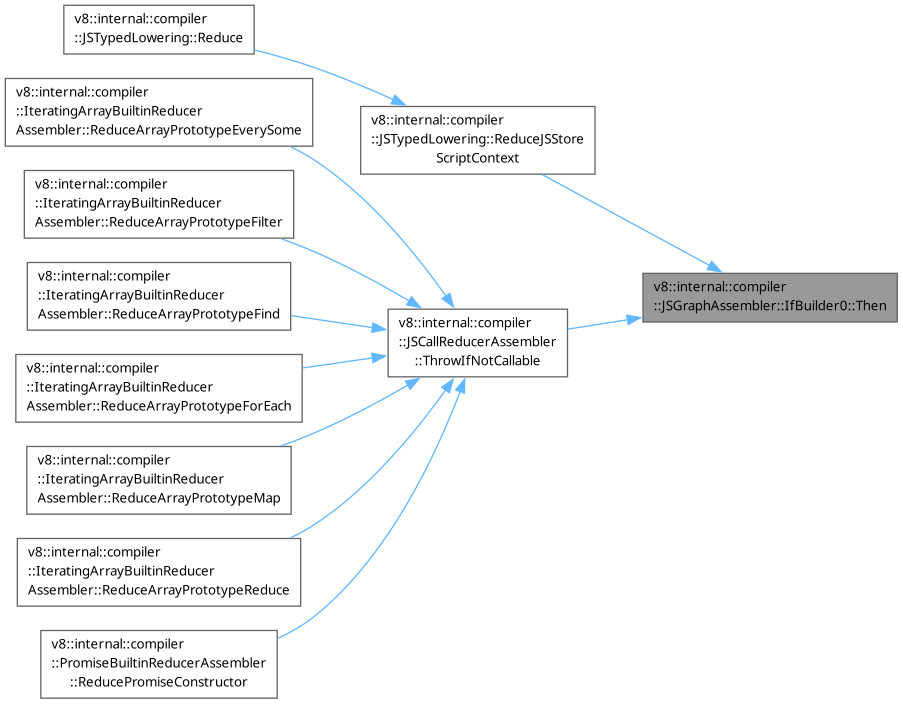 v8::internal::compiler
::JSTypedLowering::Reduce
v8::internal::compiler
::IteratingArrayBuiltinReducer
Assembler::ReduceArrayPrototypeEverySome
v8::internal::compiler
::JSTypedLowering::ReduceJSStore
ScriptContext
v8::internal::compiler
::IteratingArrayBuiltinReducer
Assembler::ReduceArrayPrototypeFilter
v8::internal::compiler
::IteratingArrayBuiltinReducer
Assembler::ReduceArrayPrototypeFind
v8::internal::compiler
::JSGraphAssembler::IfBuilder0::Then
v8::internal::compiler
::JSCallReducerAssembler
::ThrowIfNotCallable
v8::internal::compiler
::IteratingArrayBuiltinReducer
Assembler::ReduceArrayPrototypeForEach
v8::internal::compiler
::IteratingArrayBuiltinReducer
Assembler::ReduceArrayPrototypeMap
v8::internal::compiler
::IteratingArrayBuiltinReducer
Assembler::ReduceArrayPrototypeReduce
v8::internal::compiler
::PromiseBuiltinReducerAssembler
::ReducePromiseConstructor